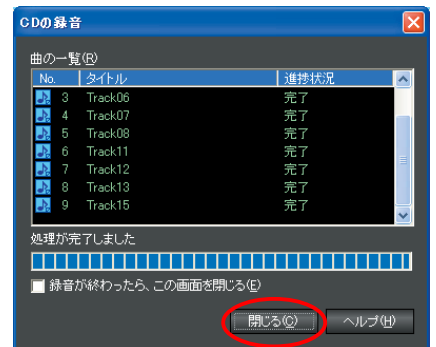 CDの録音
曲の一覧(R)
No. タイトル 進捗状況
3 Track06 完了
4 Track07 完了
5 Track08 完了
6 Track11 完了
7 Track12 完了
8 Track13 完了
9 Track15 完了
処理が完了しました
録音が終わったら、この画面を閉じる(E)
閉じる(C) ヘルプ(H)